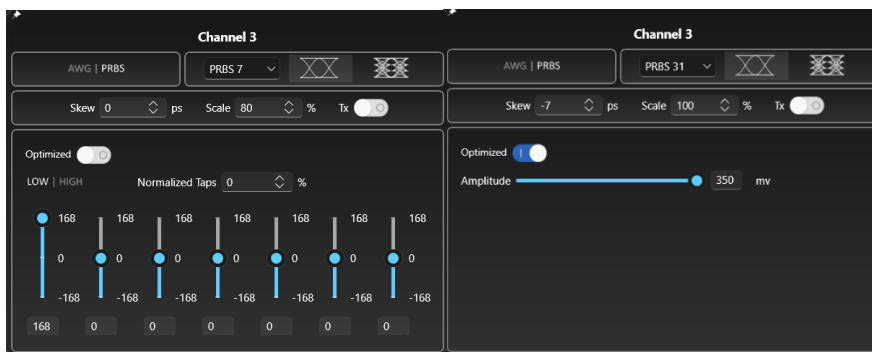 Channel 3
AWG | PRBS
PRBS 7
Skew 0 ps Scale 80 % Tx
Optimized
LOW | HIGH Normalized Taps 0 %
168 168 168 168 168 168 168
0 0 0 0 0 0 0
-168 -168 -168 -168 -168 -168 -168
168 0 0 0 0 0 0
Channel 3
AWG | PRBS
PRBS 31
Skew -7 ps Scale 100 % Tx
Optimized
Amplitude 350 mv